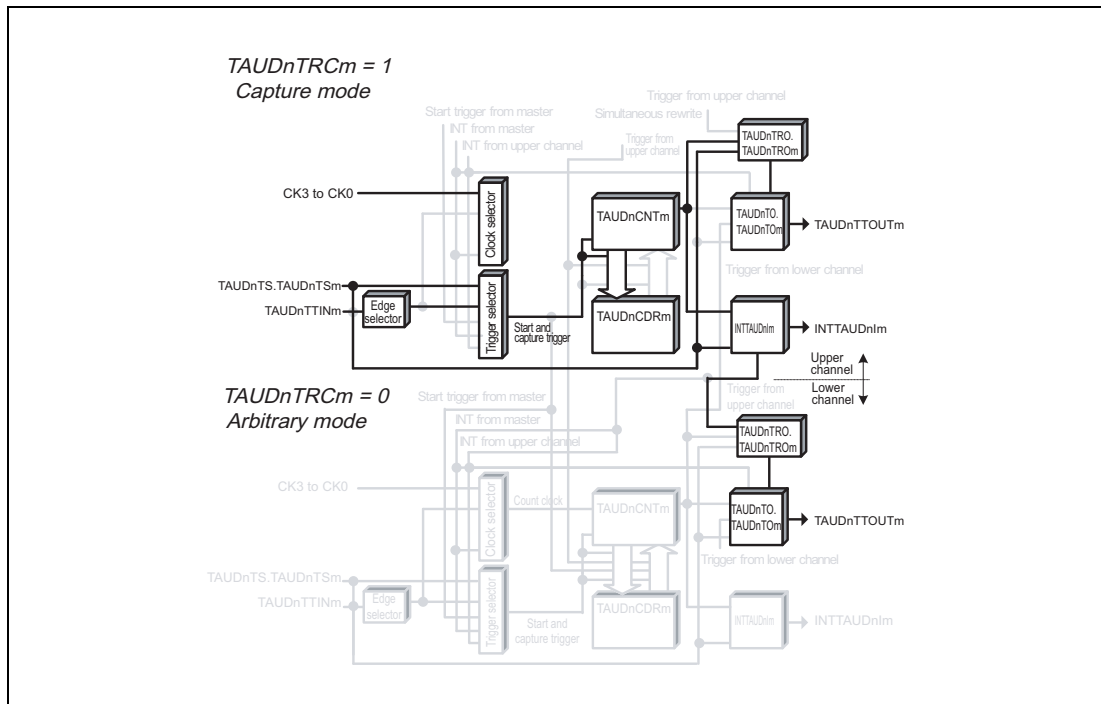 TAUDnTRCm = 1
Capture mode
Trigger from upper channel
Simultaneous rewrite
Start trigger from master
INT from master
INT from upper channel
Trigger from
upper channel
TAUDnTRO.
TAUDnTROm
CK3 to CK0
Clock selector
TAUDnCNTm
TAUDnTO.
TAUDnTOm
TAUDnTTOUTm
Trigger from lower channel
TAUDnTS.TAUDnTSm
TAUDnTTINm
Edge
selector
Trigger selector
Start and
capture trigger
TAUDnCDRm
INTTAUDnIm
INTTAUDnIm
Upper
channel
Lower
channel
TAUDnTRCm = 0
Arbitrary mode
Start trigger from master
INT from master
INT from upper channel
Trigger from
upper channel
TAUDnTRO.
TAUDnTROm
CK3 to CK0
Clock selector
Count clock
TAUDnCNTm
TAUDnTO.
TAUDnTOm
TAUDnTTOUTm
Trigger from lower channel
TAUDnTS.TAUDnTSm
TAUDnTTINm
Edge
selector
Trigger selector
Start and
capture trigger
TAUDnCDRm
INTTAUDnIm
INTTAUDnIm